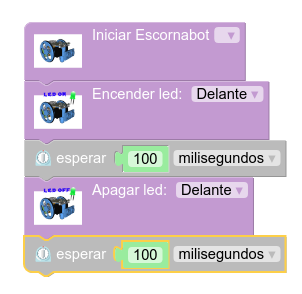 Iniciar Escornabot
LED ON
Encender led: Delante
esperar 100 milisegundos
LED OFF
Apagar led: Delante
esperar 100 milisegundos